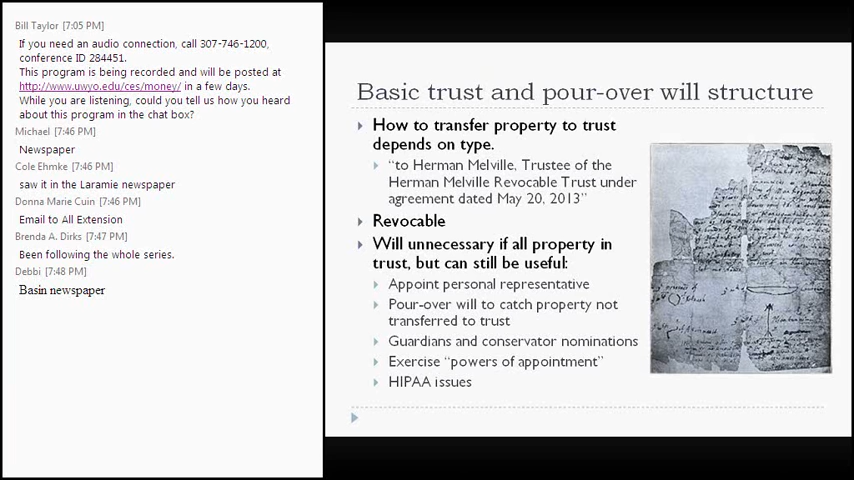 Bill Taylor [7:05 PM]
If you need an audio connection, call 307-746-1200,
conference ID 284451.
This program is being recorded and will be posted at
http://www.uwyo.edu/ces/money/ in a few days.
While you are listening, could you tell us how you heard
about this program in the chat box?
Michael [7:46 PM]
Newspaper
Cole Ehmke [7:46 PM]
saw it in the Laramie newspaper
Donna Marie Cuin [7:46 PM]
Email to All Extension
Brenda A. Dirks [7:47 PM]
Been following the whole series.
Debbi [7:48 PM]
Basin newspaper
Basic trust and pour-over will structure
How to transfer property to trust
depends on type.
"to Herman Melville, Trustee of the
Herman Melville Revocable Trust under
agreement dated May 20, 2013"
Revocable
Will unnecessary if all property in
trust, but can still be useful:
Appoint personal representative
Pour-over will to catch property not
transferred to trust
Guardians and conservator nominations
Exercise "powers of appointment"
HIPAA issues